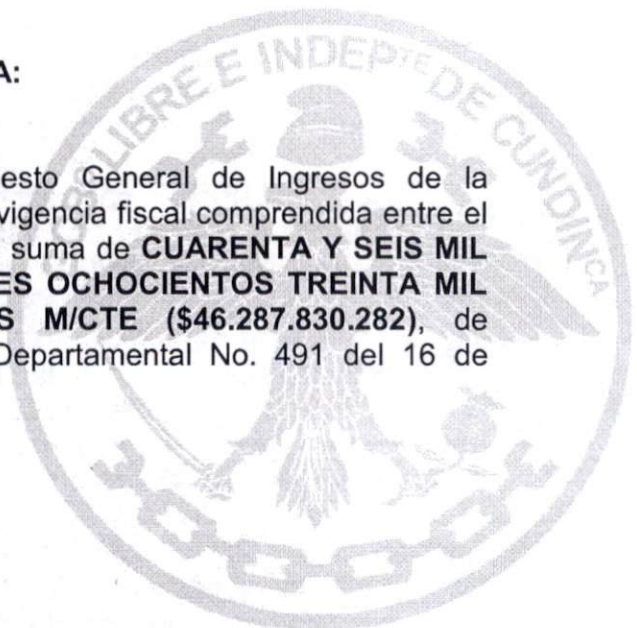 A:
GOB. LIBRE E INDEPTE DE CUNDINCA
esto General de Ingresos de la
vigencia fiscal comprendida entre el
suma de CUARENTA Y SEIS MIL
ES OCHOCIENTOS TREINTA MIL
S M/CTE ($46.287.830.282), de
Departamental No. 491 del 16 de